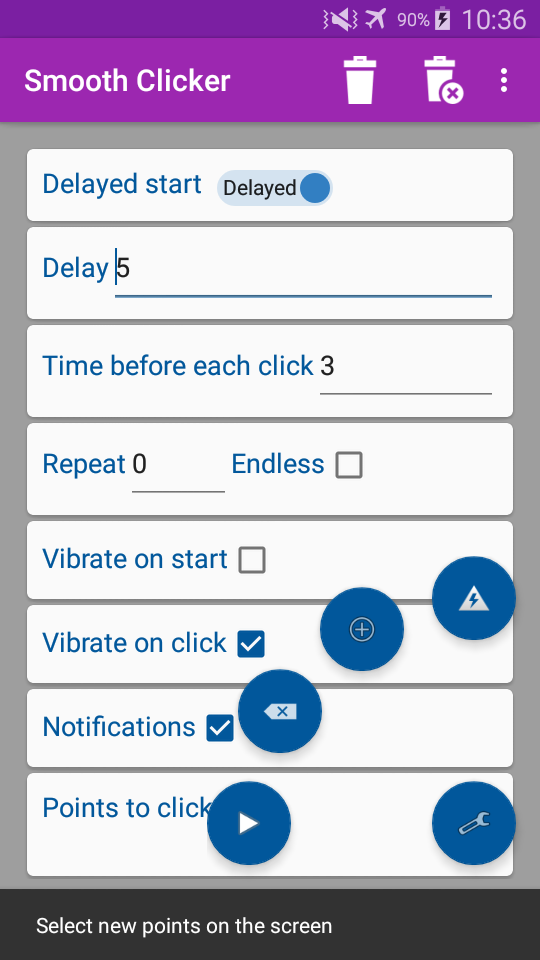 90% 10:36
Smooth Clicker
Delayed start Delayed
Delay 5
Time before each click 3
Repeat 0 Endless
Vibrate on start
Vibrate on click
Notifications
Points to click
Select new points on the screen